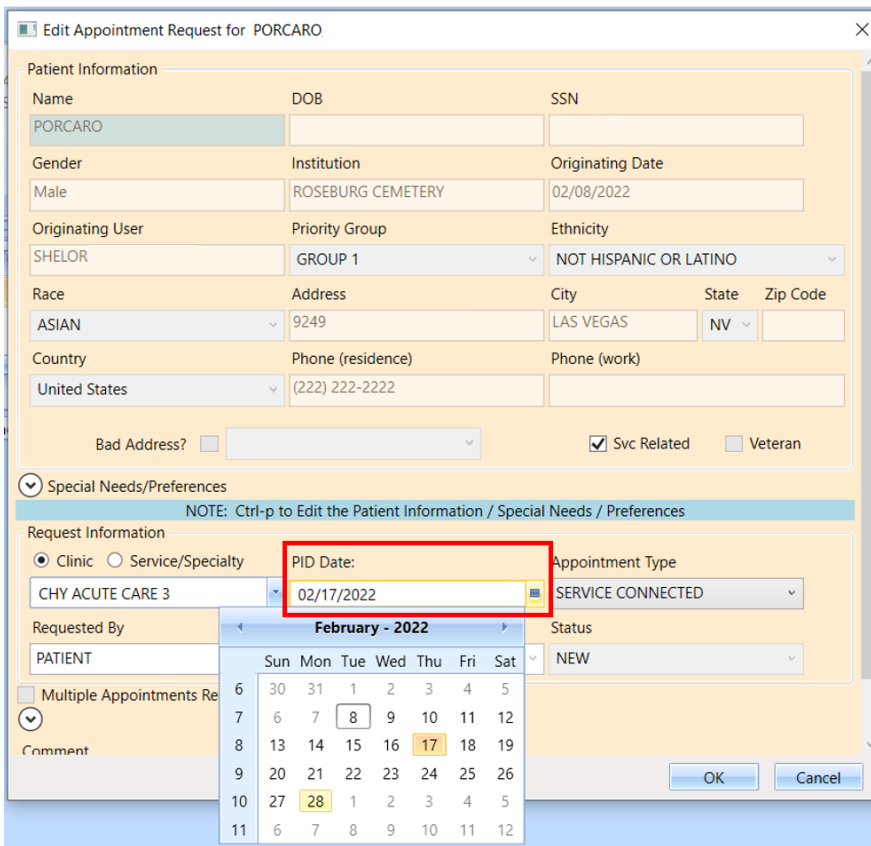 Edit Appointment Request for PORCARO
Patient Information
Name DOB SSN
PORCARO
Gender Institution Originating Date
Male ROSEBURG CEMETERY 02/08/2022
Originating User Priority Group Ethnicity
SHELOR GROUP 1 NOT HISPANIC OR LATINO
Race Address City State Zip Code
ASIAN 9249 LAS VEGAS NV
Country Phone (residence) Phone (work)
United States (222) 222-2222
Bad Address? Svc Related Veteran
Special Needs/Preferences
NOTE: Ctrl-p to Edit the Patient Information / Special Needs / Preferences
Request Information
Clinic Service/Specialty PID Date: Appointment Type
CHY ACUTE CARE 3 02/17/2022 SERVICE CONNECTED
Requested By February - 2022 Status
PATIENT Sun Mon Tue Wed Thu Fri Sat NEW
6 30 31 1 2 3 4 5
Multiple Appointments Re
7 6 7 8 9 10 11 12
8 13 14 15 16 17 18 19
Comment
9 20 21 22 23 24 25 26
OK Cancel
10 27 28 1 2 3 4 5
11 6 7 8 9 10 11 12